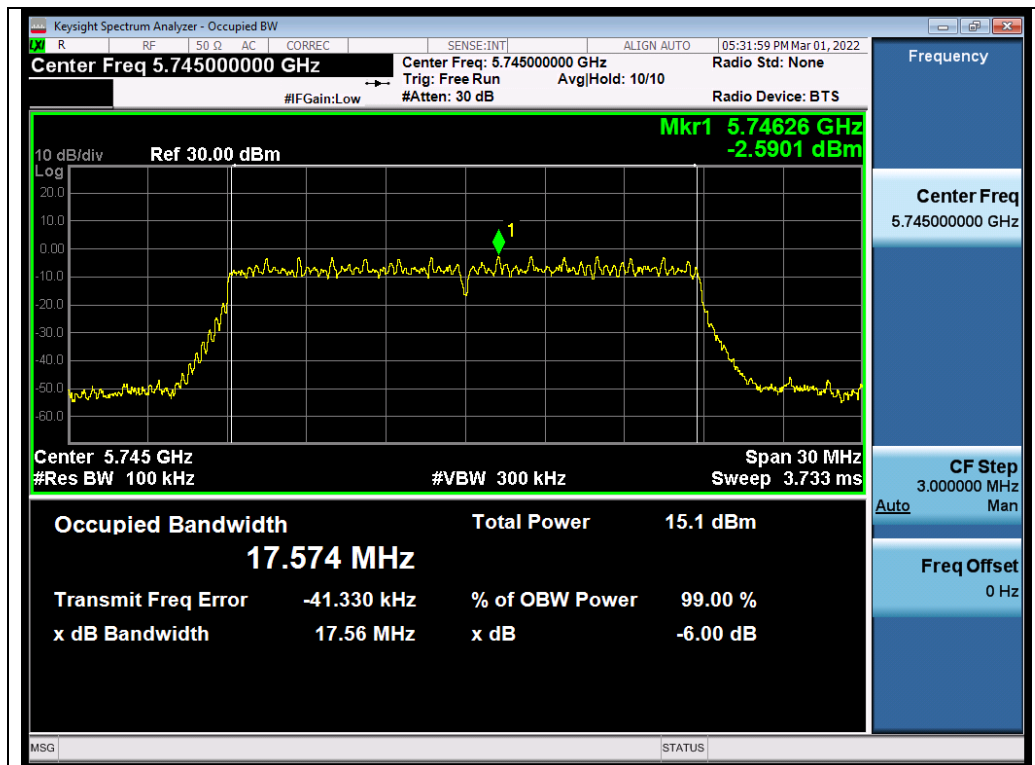 Keysight Spectrum Analyzer - Occupied BW
LXI R RF 50 Ω AC CORREC SENSE:INT ALIGN AUTO 05:31:59 PM Mar 01, 2022
Center Freq 5.745000000 GHz
Center Freq: 5.745000000 GHz
Radio Std: None
Trig: Free Run Avg|Hold: 10/10
#IFGain:Low
#Atten: 30 dB
Radio Device: BTS
Mkr1 5.74626 GHz
-2.5901 dBm
10 dB/div Ref 30.00 dBm
Log
20.0
10.0
0.00
-10.0
-20.0
-30.0
-40.0
-50.0
-60.0
1
Center 5.745 GHz Span 30 MHz
#Res BW 100 kHz #VBW 300 kHz Sweep 3.733 ms
Occupied Bandwidth Total Power 15.1 dBm
17.574 MHz
Transmit Freq Error -41.330 kHz % of OBW Power 99.00 %
x dB Bandwidth 17.56 MHz x dB -6.00 dB
Frequency
Center Freq
5.745000000 GHz
CF Step
3.000000 MHz
Auto Man
Freq Offset
0 Hz
MSG STATUS